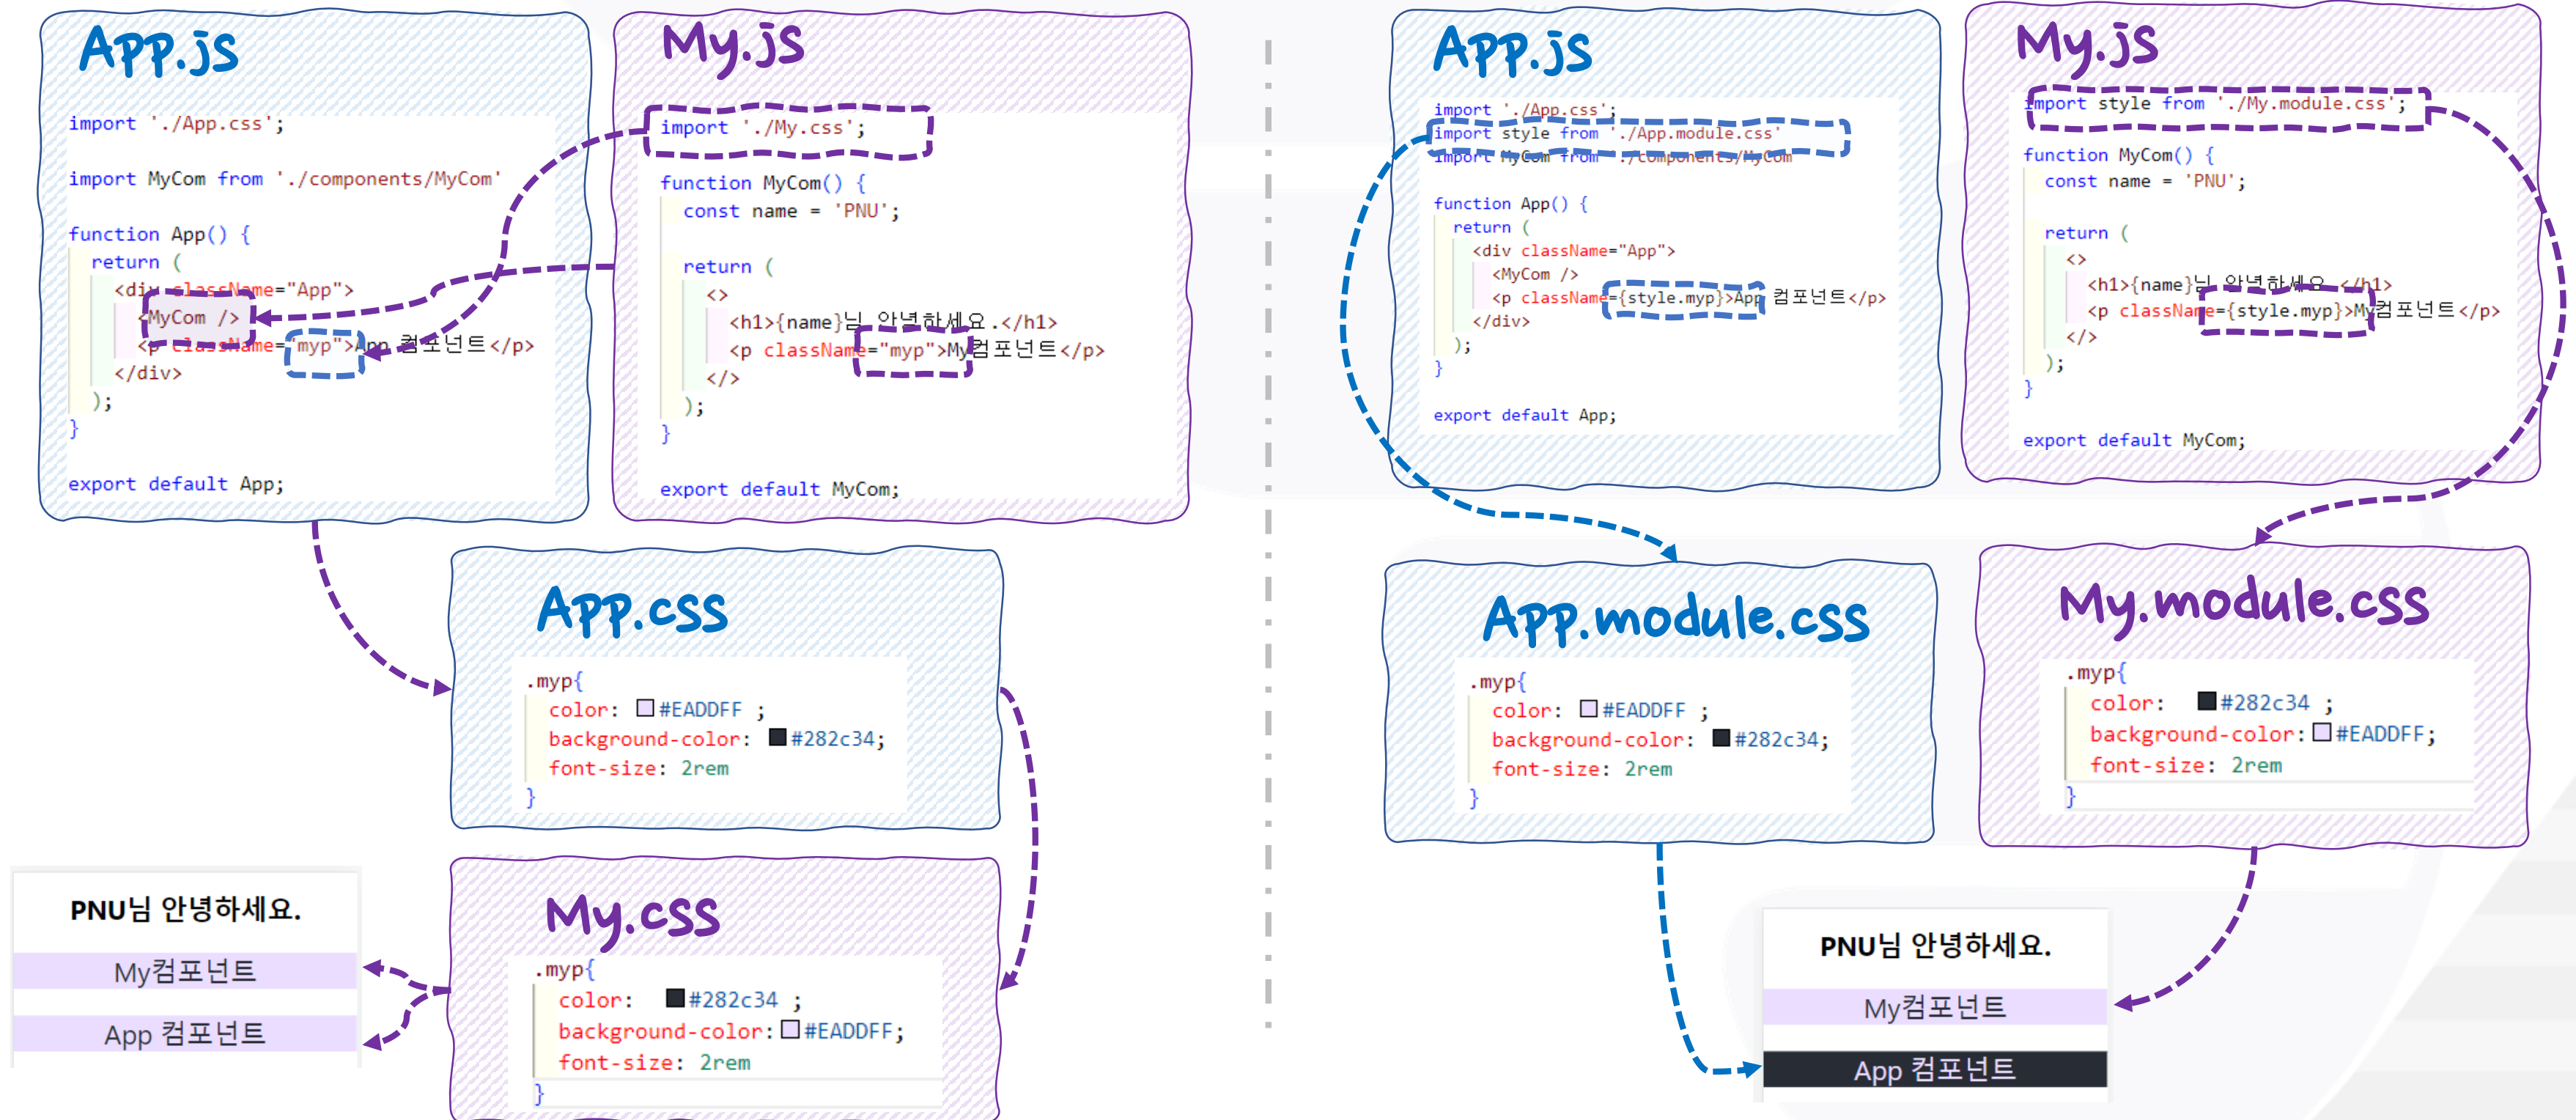 App.js
import './App.css';
import MyCom from './components/MyCom'
function App() {
return (
<div className="App">
<MyCom />
<p className="myp">App 컴포넌트</p>
</div>
);
}
export default App;
My.js
import './My.css';
function MyCom() {
const name = 'PNU';
return (
<>
<h1>{name}님 안녕하세요.</h1>
<p className="myp">My컴포넌트</p>
</>
);
}
export default MyCom;
App.css
.myp{
color: #EADDFF ;
background-color: #282c34;
font-size: 2rem
}
My.css
.myp{
color: #282c34 ;
background-color: #EADDFF;
font-size: 2rem
}
PNU님 안녕하세요.
My컴포넌트
App 컴포넌트
App.js
import './App.css';
import style from './App.module.css'
import MyCom from './components/MyCom'
function App() {
return (
<div className="App">
<MyCom />
<p className={style.myp}>App 컴포넌트</p>
</div>
);
}
export default App;
My.js
import style from './My.module.css';
function MyCom() {
const name = 'PNU';
return (
<>
<h1>{name}님 안녕하세요.</h1>
<p className={style.myp}>My컴포넌트</p>
</>
);
}
export default MyCom;
App.module.css
.myp{
color: #EADDFF ;
background-color: #282c34;
font-size: 2rem
}
My.module.css
.myp{
color: #282c34 ;
background-color: #EADDFF;
font-size: 2rem
}
PNU님 안녕하세요.
My컴포넌트
App 컴포넌트